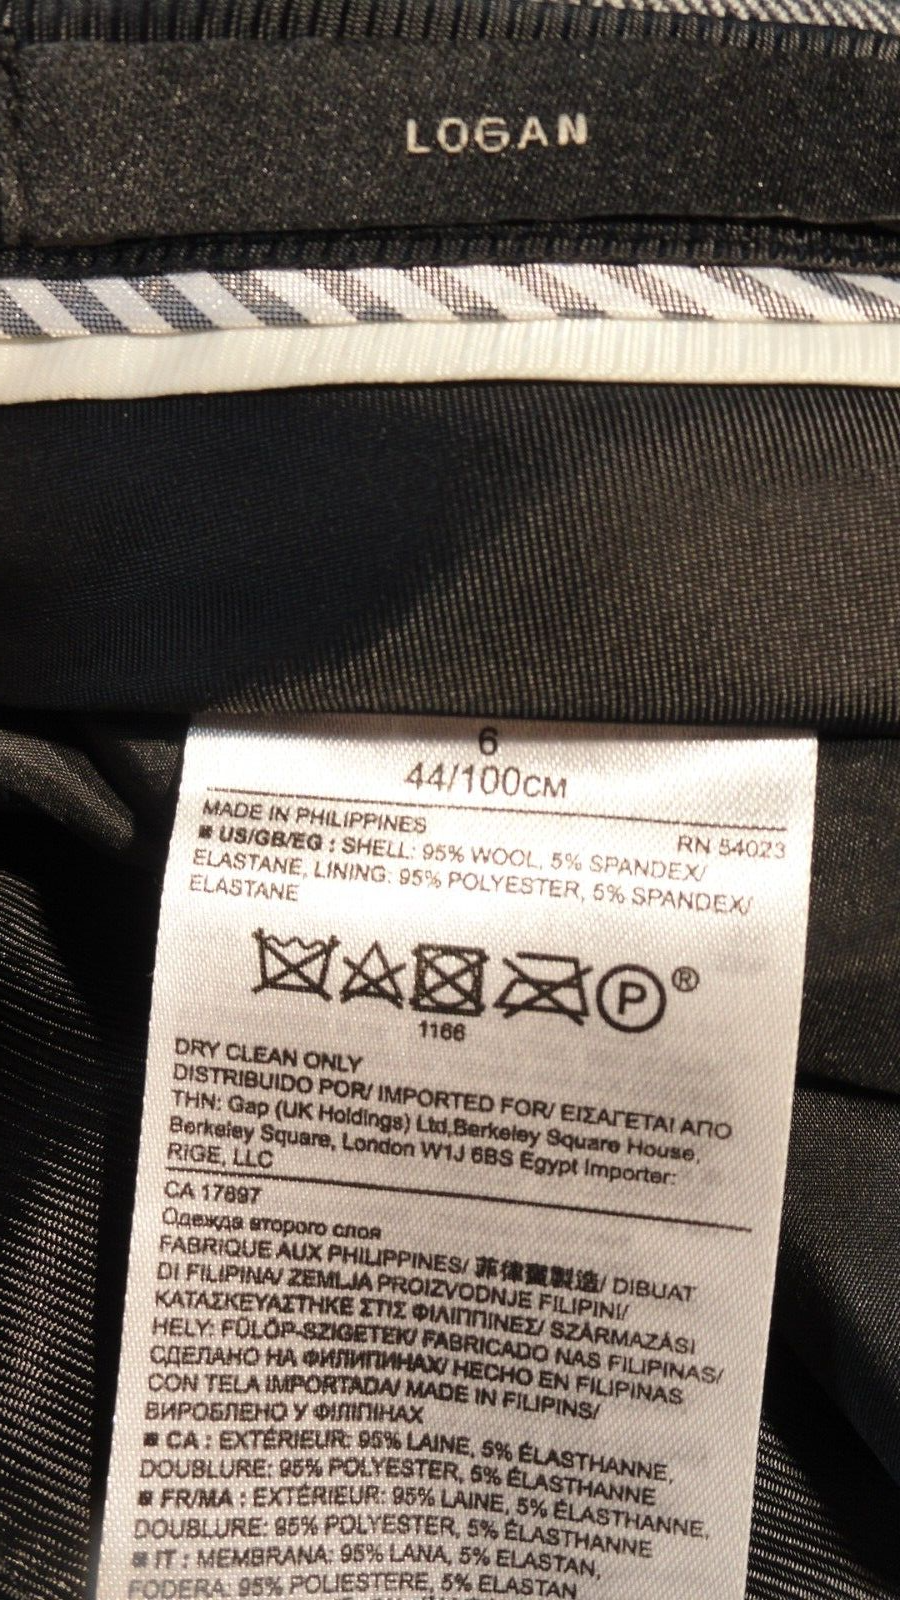 LOGAN
6
44/100CM
MADE IN PHILIPPINES
RN 54023
US/GB/EG : SHELL: 95% WOOL, 5% SPANDEX/
ELASTANE, LINING: 95% POLYESTER, 5% SPANDEX/
ELASTANE
P ®
1166
DRY CLEAN ONLY
DISTRIBUIDO POR/ IMPORTED FOR/ ΕΙΣΑΓΕΤΑΙ ΑΠΟ
THN: Gap (UK Holdings) Ltd,Berkeley Square House,
Berkeley Square, London W1J 6BS Egypt Importer:
RIGE, LLC
CA 17897
Одежда второго слоя
FABRIQUE AUX PHILIPPINES/ 菲律賓製造/ DIBUAT
DI FILIPINA/ ZEMLJA PROIZVODNJE FILIPINI/
ΚΑΤΑΣΚΕΥΑΣΤΗΚΕ ΣΤΙΣ ΦΙΛΙΠΠΙΝΕΣ/ SZÁRMAZÁSI
HELY: FÜLÖP-SZIGETEK/ FABRICADO NAS FILIPINAS/
СДЕЛАНО НА ФИЛИПИНАХ/ HECHO EN FILIPINAS
CON TELA IMPORTADA/ MADE IN FILIPINS/
ВИРОБЛЕНО У ФІЛІПІНАХ
CA : EXTÉRIEUR: 95% LAINE, 5% ÉLASTHANNE,
DOUBLURE: 95% POLYESTER, 5% ÉLASTHANNE
FR/MA : EXTÉRIEUR: 95% LAINE, 5% ÉLASTHANNE,
DOUBLURE: 95% POLYESTER, 5% ÉLASTHANNE
IT : MEMBRANA: 95% LANA, 5% ELASTAN,
FODERA: 95% POLIESTERE, 5% ELASTAN